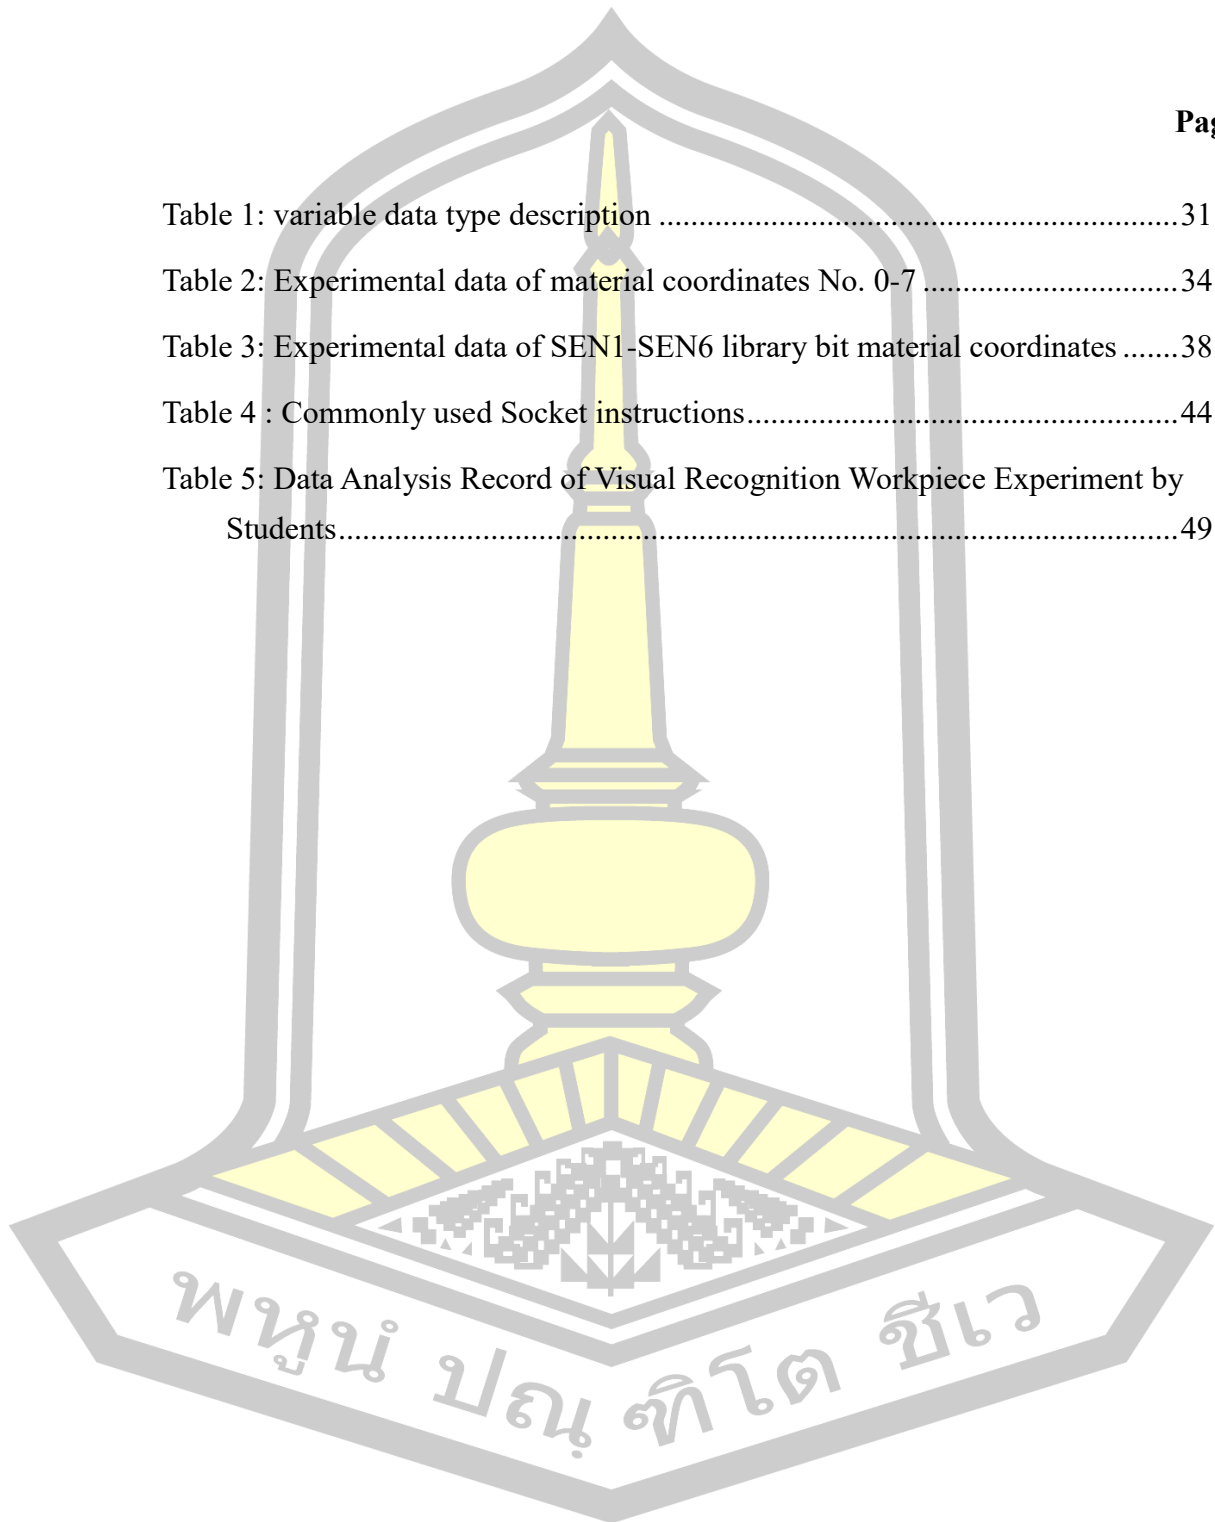 Pag
Table 1: variable data type description ................................................................31
Table 2: Experimental data of material coordinates No. 0-7 ................................34
Table 3: Experimental data of SEN1-SEN6 library bit material coordinates .......38
Table 4 : Commonly used Socket instructions......................................................44
Table 5: Data Analysis Record of Visual Recognition Workpiece Experiment by
Students.........................................................................................................49
พหูนํ ปณฺฑิโต ชีเว